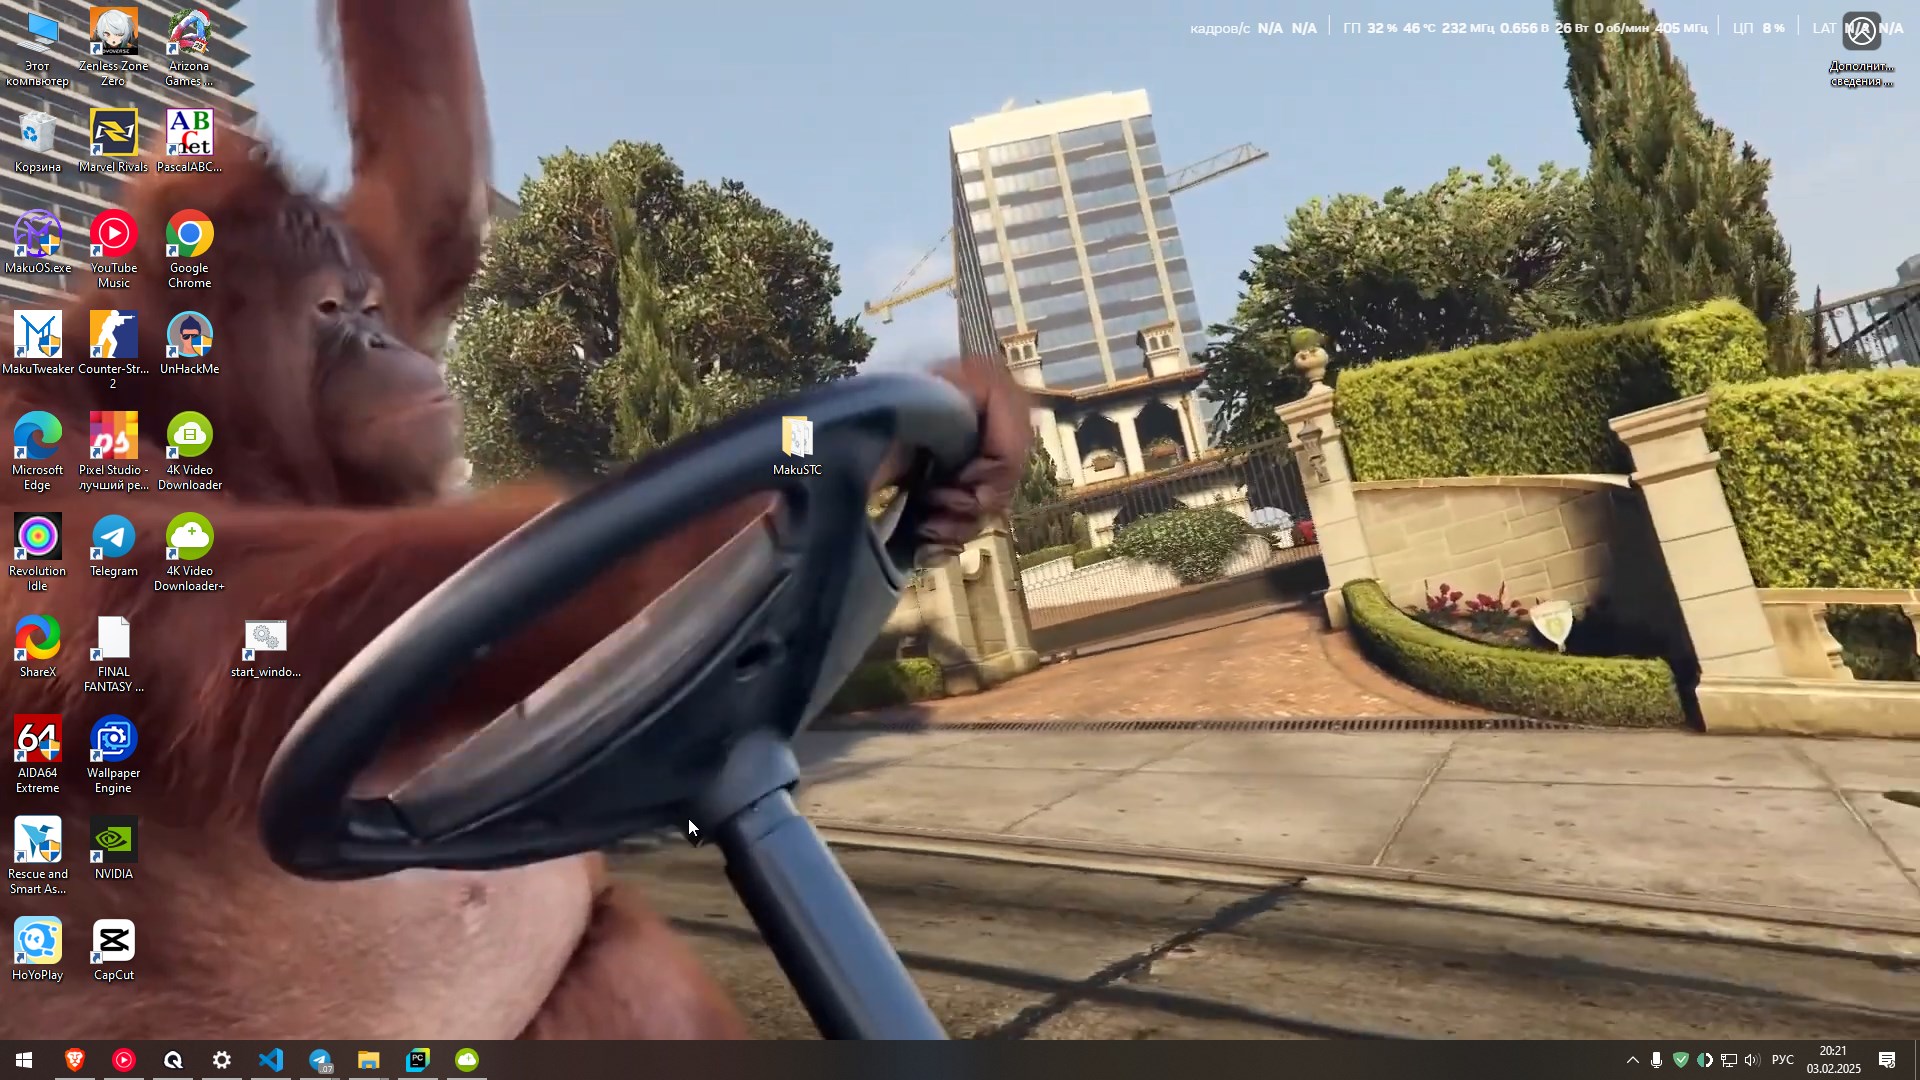 кадров/с N/A N/A | ГП 32 % 46 °C 232 МГц 0.656 В 26 Вт 0 об/мин 405 МГц | ЦП 8 % | LAT N/A N/A
Этот
компьютер
Zenless Zone
Zero
Arizona
Games ...
Дополнит...
сведения ...
Корзина
Marvel Rivals
PascalABC...
MakuOS.exe
YouTube
Music
Google
Chrome
MakuTweaker
Counter-Str...
2
UnHackMe
Microsoft
Edge
Pixel Studio -
лучший ре...
4K Video
Downloader
MakuSTC
Revolution
Idle
Telegram
4K Video
Downloader+
ShareX
FINAL
FANTASY ...
start_windo...
64
AIDA64
Extreme
Wallpaper
Engine
Rescue and
Smart As...
NVIDIA
HoYoPlay
CapCut
РУС
20:21
03.02.2025